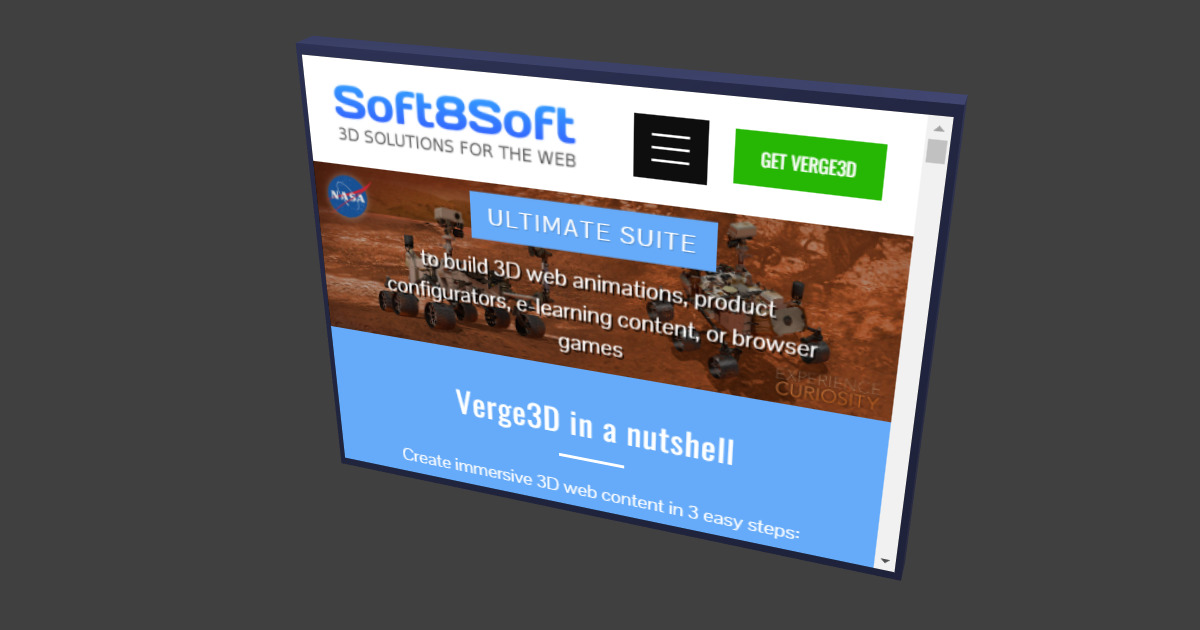 Soft8Soft
3D SOLUTIONS FOR THE WEB
GET VERGE3D
NASA
ULTIMATE SUITE
to build 3D web animations, product
configurators, e-learning content, or browser
games
EXPERIENCE
CURIOSITY
Verge3D in a nutshell
Create immersive 3D web content in 3 easy steps: